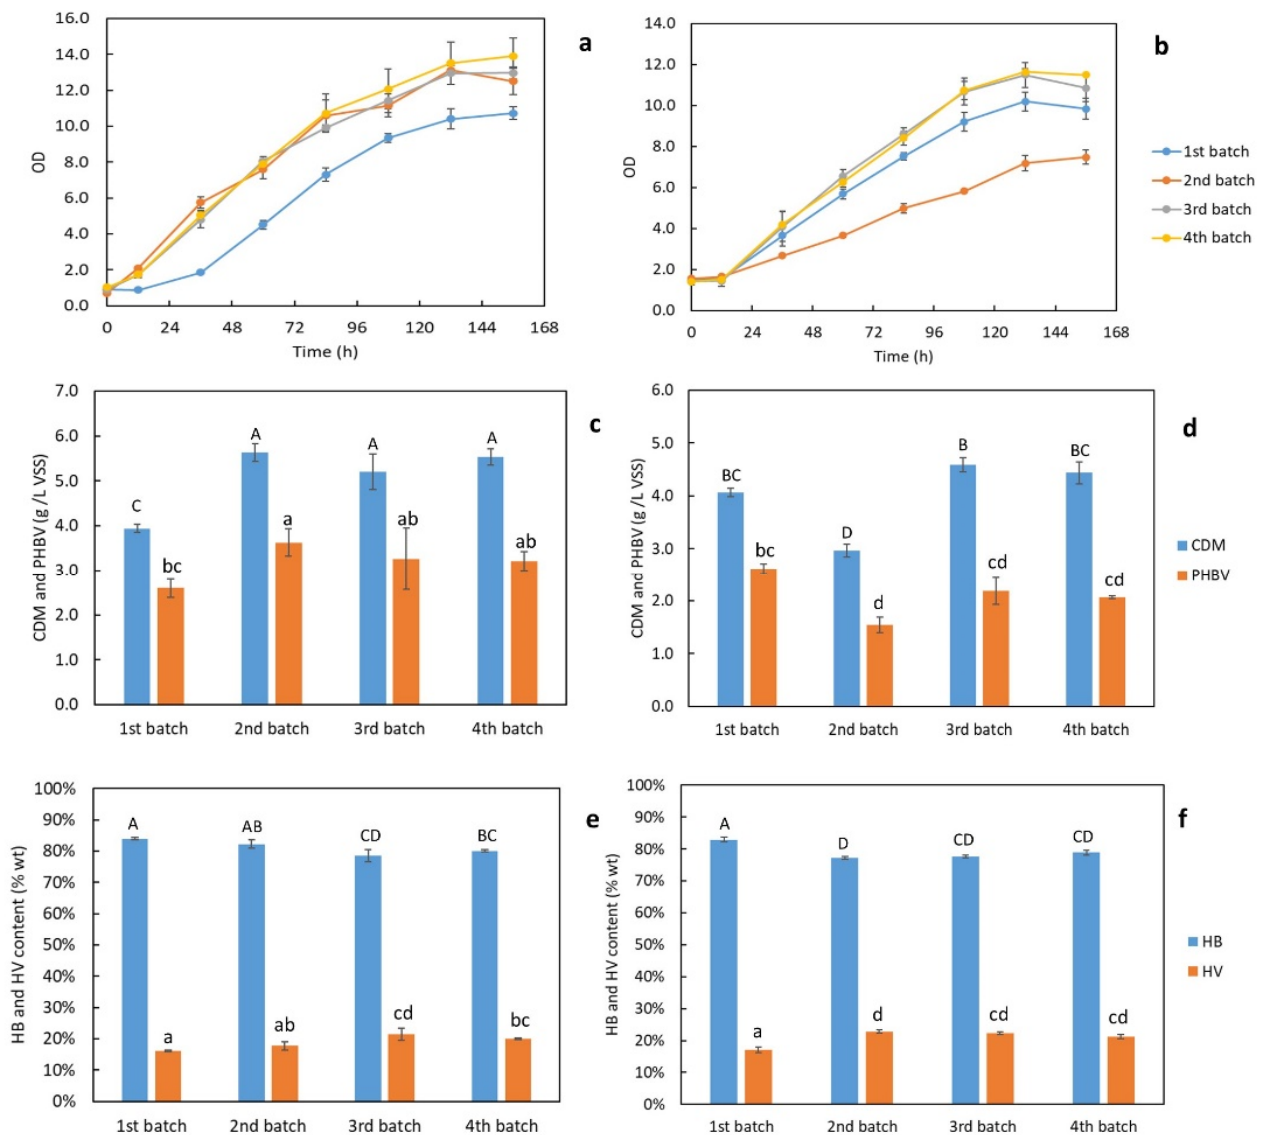 a
16.0
14.0
12.0
10.0
8.0
6.0
4.0
2.0
0.0
OD
0 24 48 72 96 120 144 168
Time (h)
b
14.0
12.0
10.0
8.0
6.0
4.0
2.0
0.0
OD
0 24 48 72 96 120 144 168
Time (h)
1st batch
2nd batch
3rd batch
4th batch
c
7.0
6.0
5.0
4.0
3.0
2.0
1.0
0.0
CDM and PHBV (g /L VSS)
C A A A
bc a ab ab
1st batch 2nd batch 3rd batch 4th batch
d
6.0
5.0
4.0
3.0
2.0
1.0
0.0
CDM and PHBV (g /L VSS)
BC D B BC
bc d cd cd
1st batch 2nd batch 3rd batch 4th batch
CDM
PHBV
e
100%
90%
80%
70%
60%
50%
40%
30%
20%
10%
0%
HB and HV content (% wt)
A AB CD BC
a ab cd bc
1st batch 2nd batch 3rd batch 4th batch
f
100%
90%
80%
70%
60%
50%
40%
30%
20%
10%
0%
HB and HV content (% wt)
A D CD CD
a d cd cd
1st batch 2nd batch 3rd batch 4th batch
HB
HV